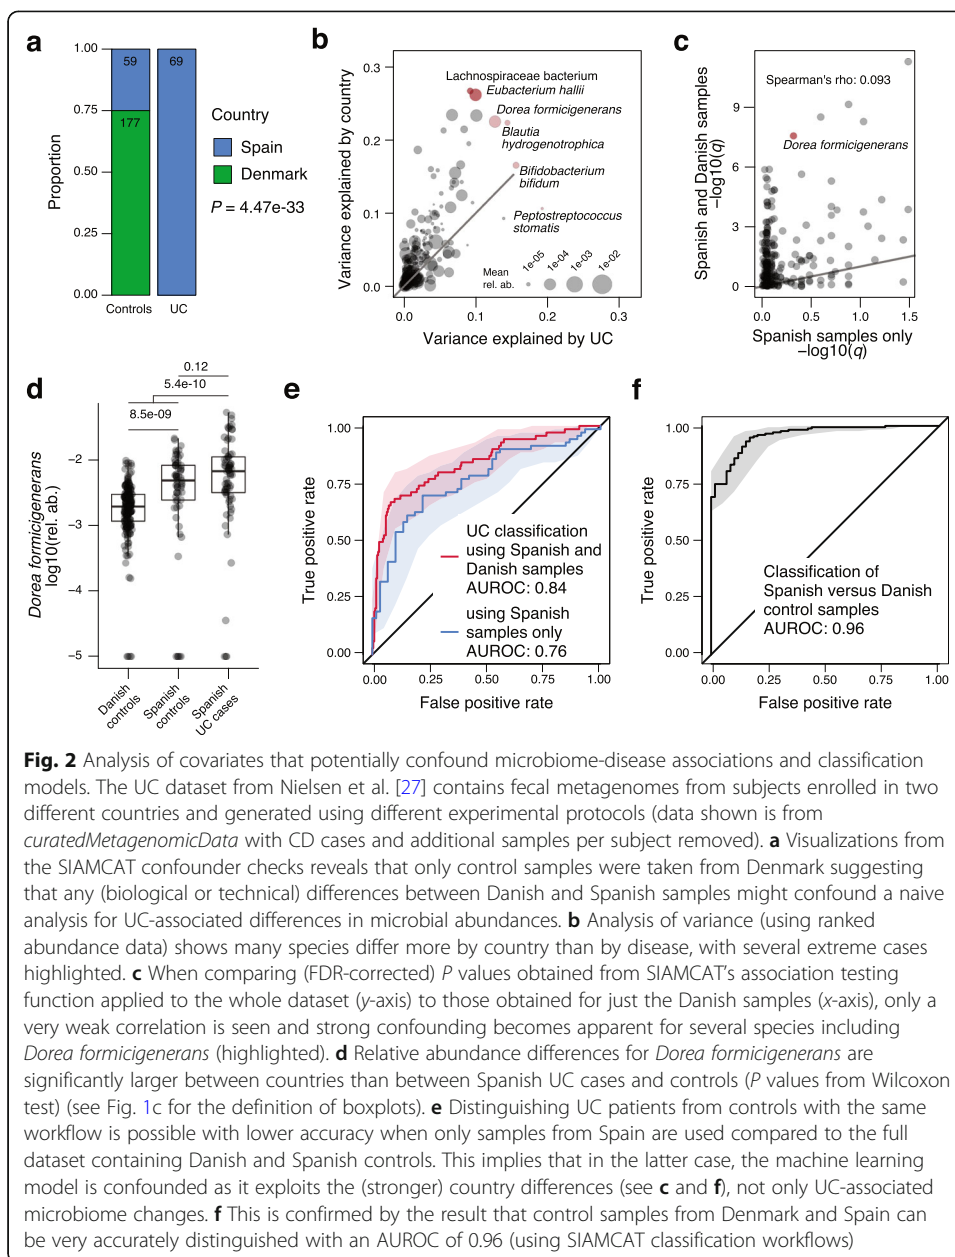 a
1.00
0.75
0.50
0.25
0.00
Proportion
59
177
69
Controls
UC
Country
Spain
Denmark
P = 4.47e-33
b
0.3
0.2
0.1
0.0
Variance explained by country
Lachnospiraceae bacterium
Eubacterium hallii
Dorea formicigenerans
Blautia
hydrogenotrophica
Bifidobacterium
bifidum
Peptostreptococcus
stomatis
Mean
rel. ab.
1e-05
1e-04
1e-03
1e-02
0.0
0.1
0.2
0.3
Variance explained by UC
c
Spanish and Danish samples
−log10(q)
9
6
3
0
Spearman's rho: 0.093
Dorea formicigenerans
0.0
0.5
1.0
1.5
Spanish samples only
−log10(q)
d
0.12
5.4e-10
8.5e-09
Dorea formicigenerans
log10(rel. ab.)
−2
−3
−4
−5
Danish
controls
Spanish
controls
Spanish
UC cases
e
1.00
0.75
0.50
0.25
0.00
True positive rate
UC classification
using Spanish and
Danish samples
AUROC: 0.84
using Spanish
samples only
AUROC: 0.76
0.00
0.25
0.50
0.75
1.00
False positive rate
f
1.00
0.75
0.50
0.25
0.00
True positive rate
Classification of
Spanish versus Danish
control samples
AUROC: 0.96
0.00
0.25
0.50
0.75
1.00
False positive rate
Fig. 2 Analysis of covariates that potentially confound microbiome-disease associations and classification
models. The UC dataset from Nielsen et al. [27] contains fecal metagenomes from subjects enrolled in two
different countries and generated using different experimental protocols (data shown is from
curatedMetagenomicData with CD cases and additional samples per subject removed). a Visualizations from
the SIAMCAT confounder checks reveals that only control samples were taken from Denmark suggesting
that any (biological or technical) differences between Danish and Spanish samples might confound a naive
analysis for UC-associated differences in microbial abundances. b Analysis of variance (using ranked
abundance data) shows many species differ more by country than by disease, with several extreme cases
highlighted. c When comparing (FDR-corrected) P values obtained from SIAMCAT's association testing
function applied to the whole dataset (y-axis) to those obtained for just the Danish samples (x-axis), only a
very weak correlation is seen and strong confounding becomes apparent for several species including
Dorea formicigenerans (highlighted). d Relative abundance differences for Dorea formicigenerans are
significantly larger between countries than between Spanish UC cases and controls (P values from Wilcoxon
test) (see Fig. 1c for the definition of boxplots). e Distinguishing UC patients from controls with the same
workflow is possible with lower accuracy when only samples from Spain are used compared to the full
dataset containing Danish and Spanish controls. This implies that in the latter case, the machine learning
model is confounded as it exploits the (stronger) country differences (see c and f), not only UC-associated
microbiome changes. f This is confirmed by the result that control samples from Denmark and Spain can
be very accurately distinguished with an AUROC of 0.96 (using SIAMCAT classification workflows)